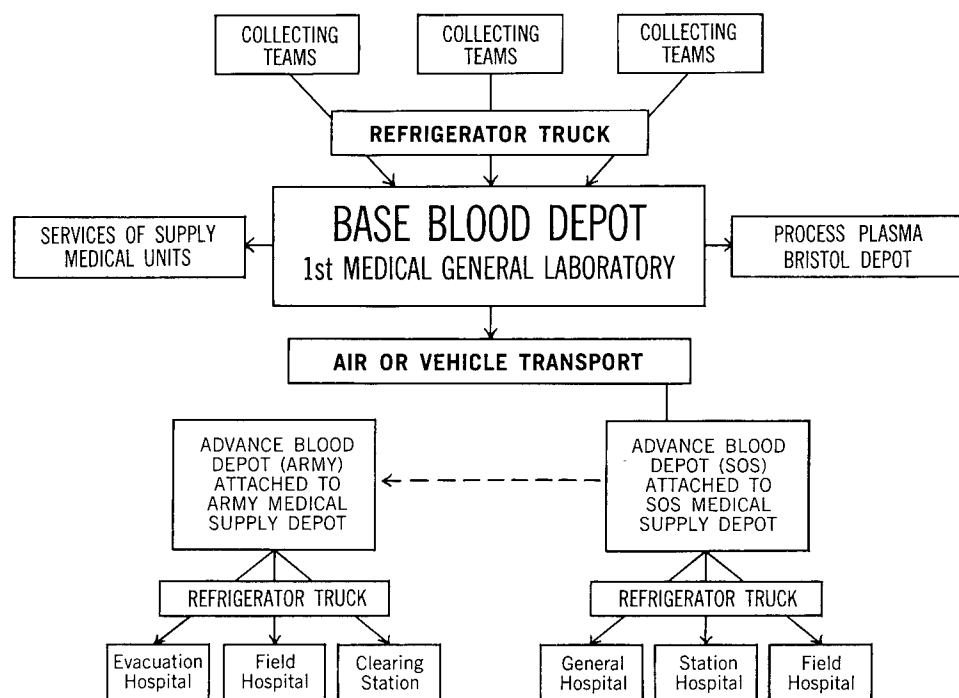 COLLECTING
TEAMS
COLLECTING
TEAMS
COLLECTING
TEAMS
REFRIGERATOR TRUCK
BASE BLOOD DEPOT
1st MEDICAL GENERAL LABORATORY
SERVICES OF SUPPLY
MEDICAL UNITS
PROCESS PLASMA
BRISTOL DEPOT
AIR OR VEHICLE TRANSPORT
ADVANCE BLOOD
DEPOT (ARMY)
ATTACHED TO
ARMY MEDICAL
SUPPLY DEPOT
ADVANCE BLOOD
DEPOT (SOS)
ATTACHED TO
SOS MEDICAL
SUPPLY DEPOT
REFRIGERATOR TRUCK
REFRIGERATOR TRUCK
Evacuation
Hospital
Field
Hospital
Clearing
Station
General
Hospital
Station
Hospital
Field
Hospital